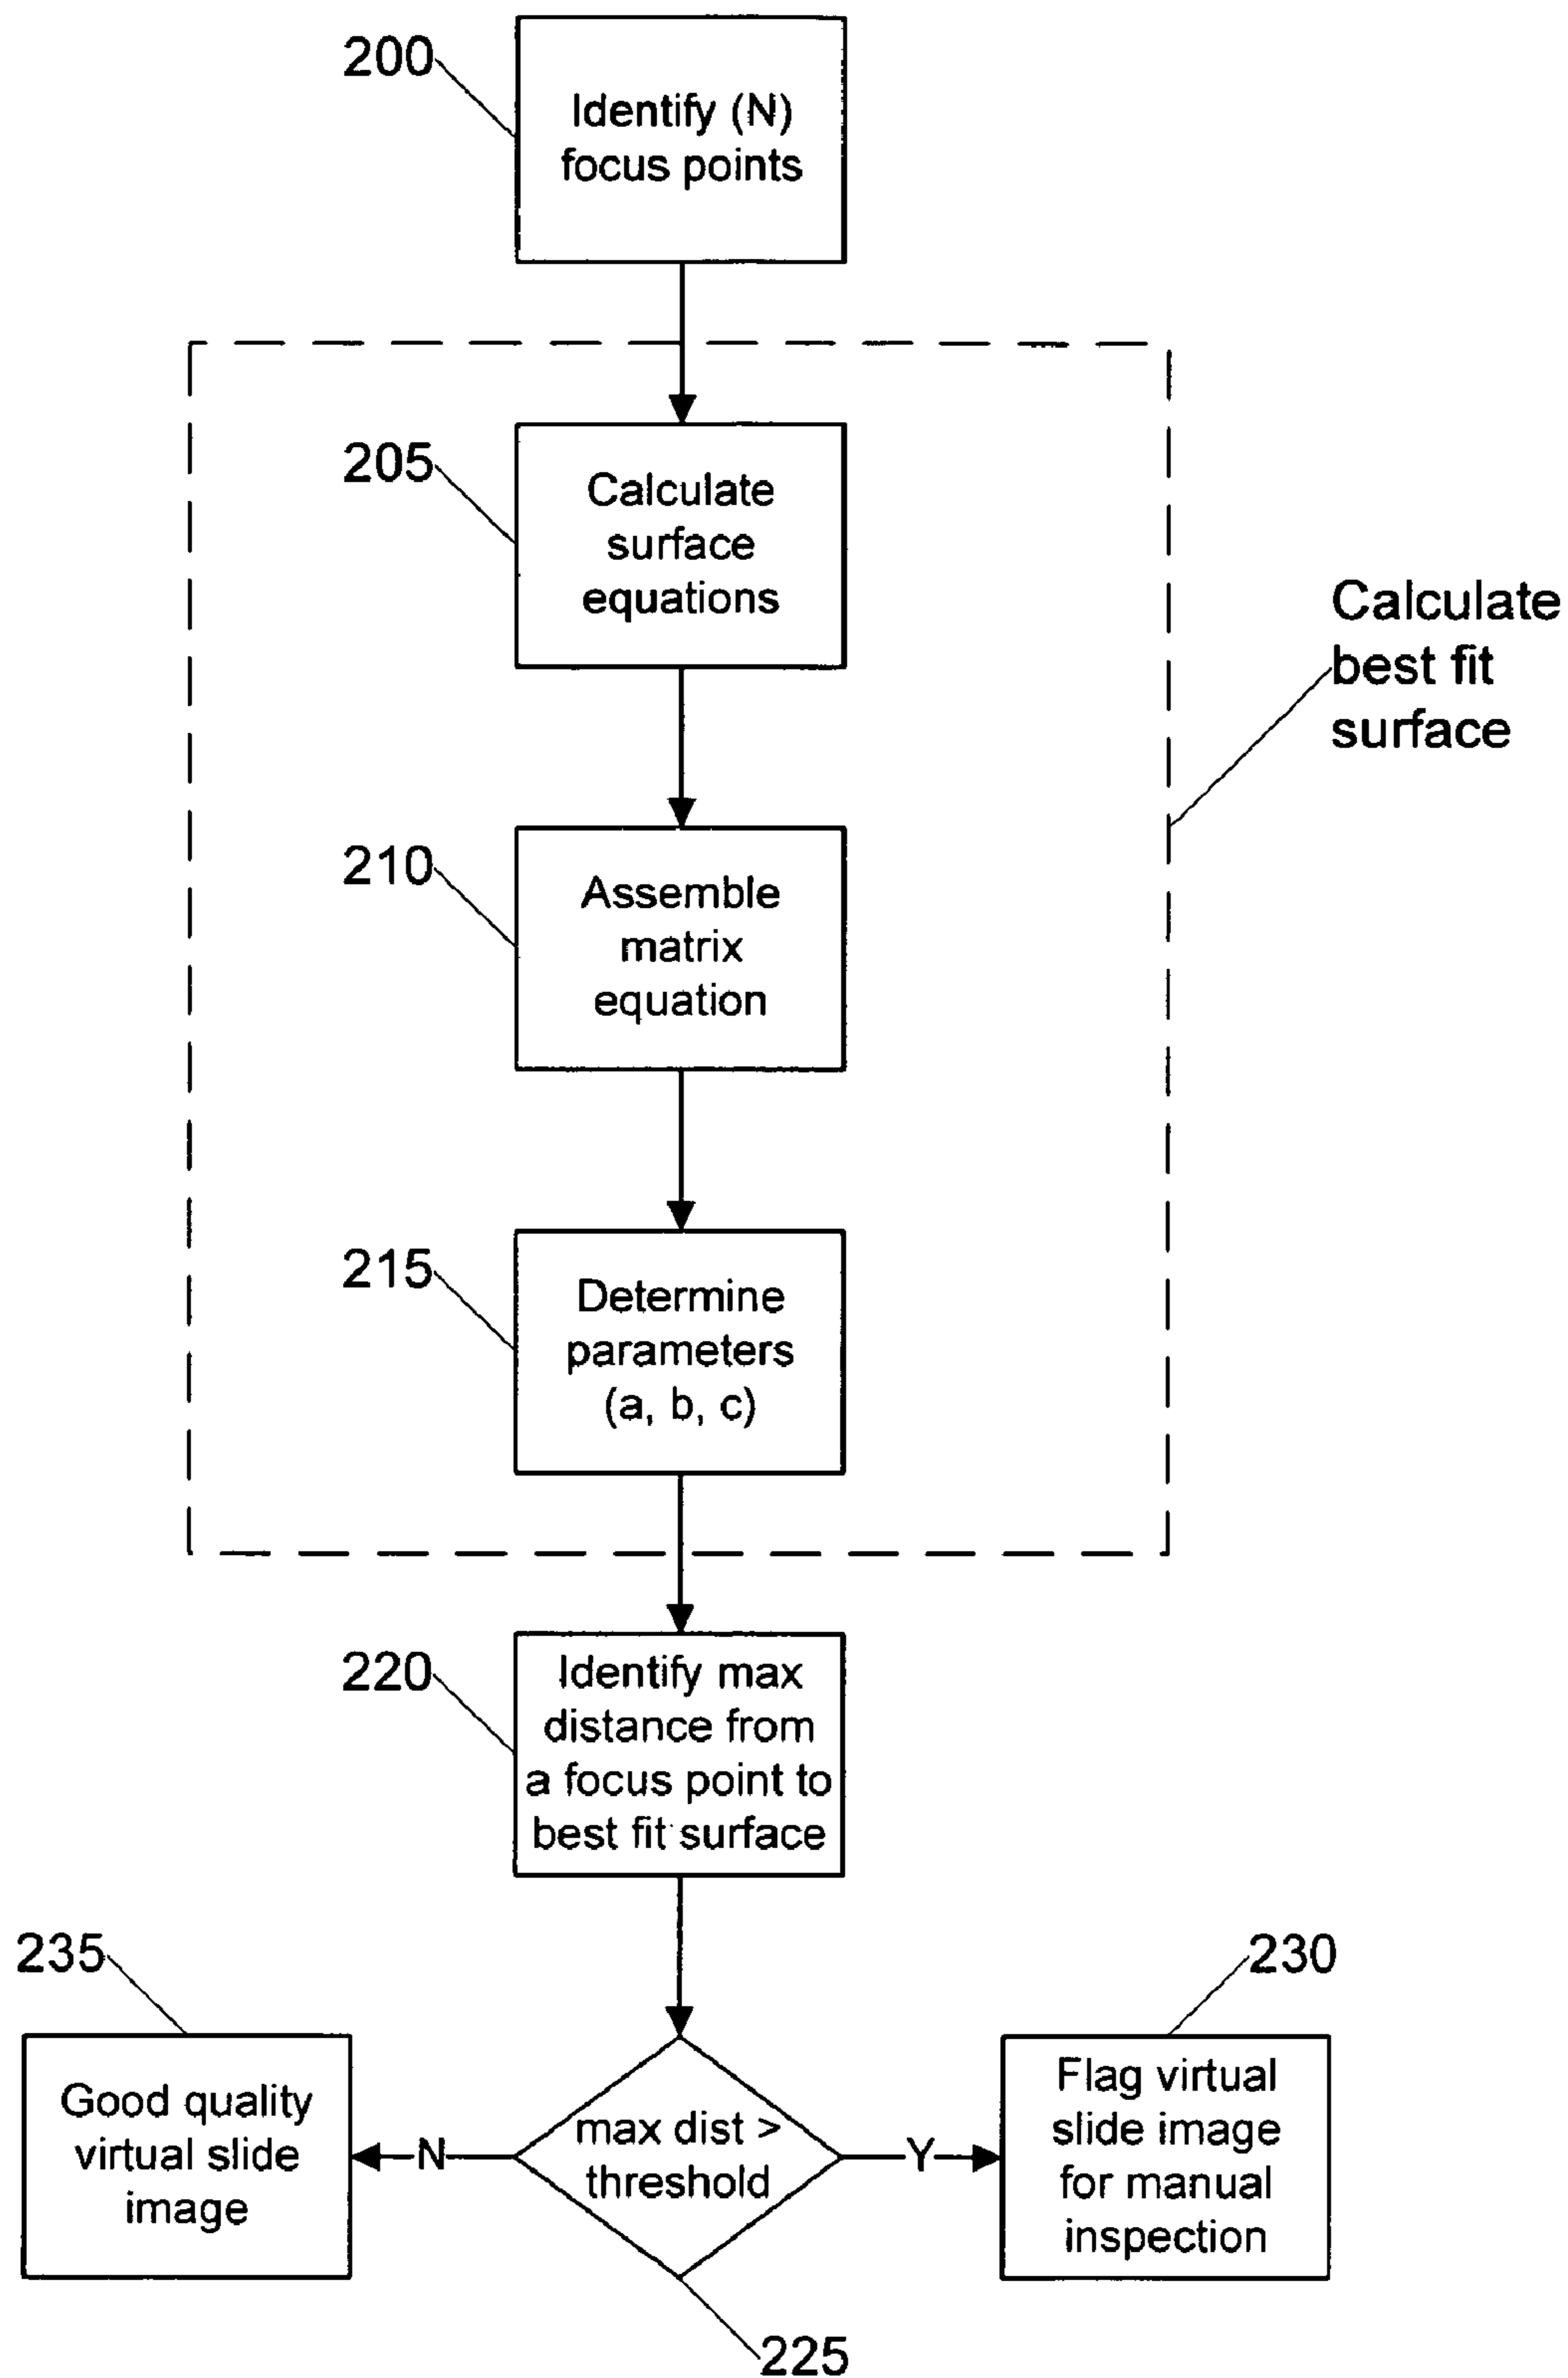 200
Identify (N)
focus points
205
Calculate
surface
equations
Calculate
best fit
surface
210
Assemble
matrix
equation
215
Determine
parameters
(a, b, c)
220
Identify max
distance from
a focus point to
best fit surface
235
230
Good quality
virtual slide
image
N
max dist >
threshold
Y
Flag virtual
slide image
for manual
inspection
225